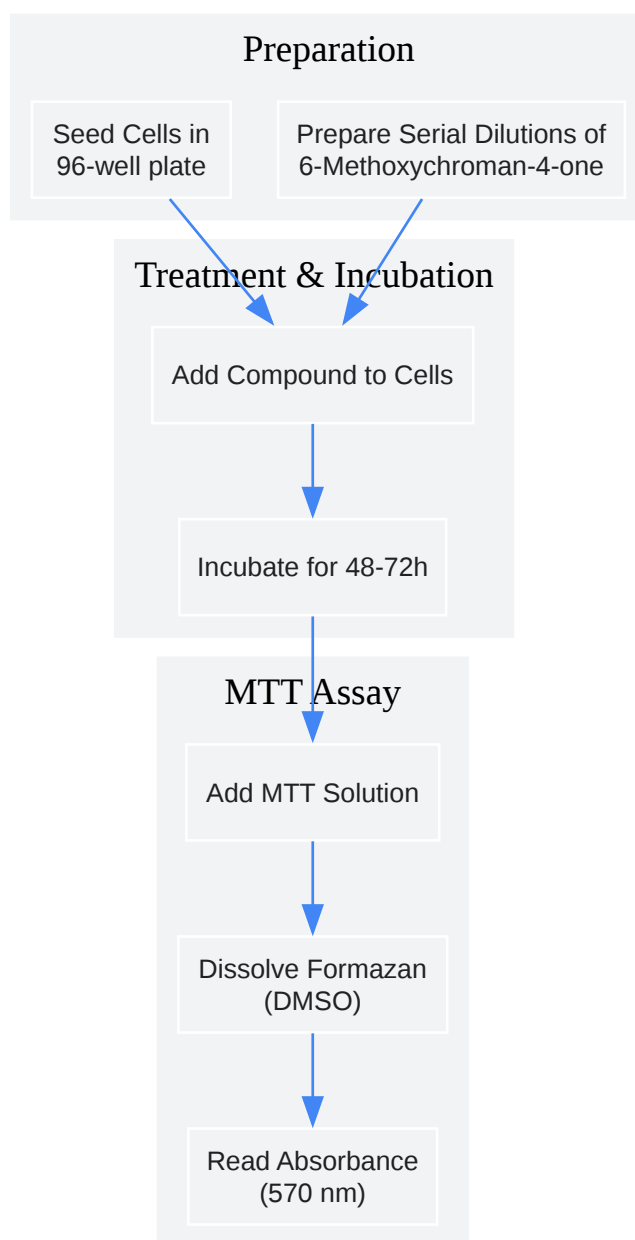 Preparation
Seed Cells in
96-well plate
Prepare Serial Dilutions of
6-Methoxychroman-4-one
Treatment & Incubation
Add Compound to Cells
Incubate for 48-72h
MTT Assay
Add MTT Solution
Dissolve Formazan
(DMSO)
Read Absorbance
(570 nm)